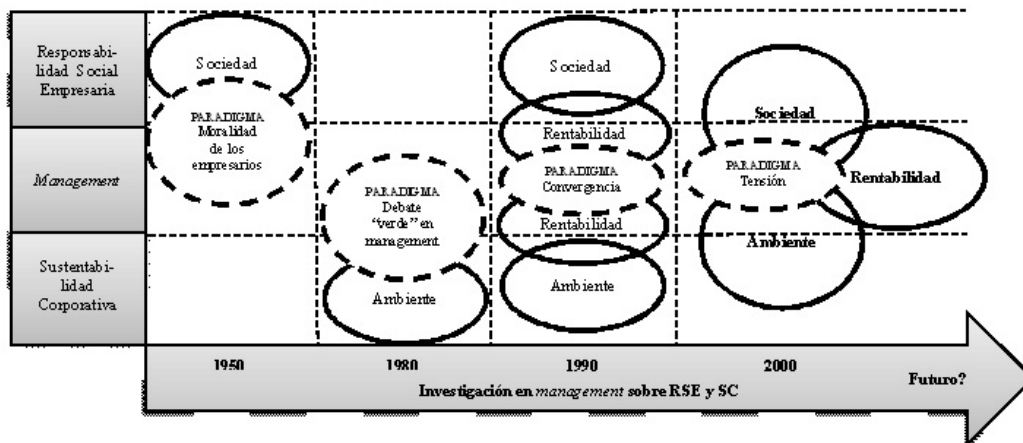 Responsabi-
lidad Social
Empresaria
Management
Sustentabi-
lidad
Corporativa
Sociedad
PARADIGMA
Moralidad
de los
empresarios
PARADIGMA
Debate
"verde" en
management
Ambiente
Sociedad
Rentabilidad
PARADIGMA
Convergencia
Rentabilidad
Ambiente
Sociedad
PARADIGMA
Tensión
Rentabilidad
Ambiente
1950
1980
1990
2000
Futuro?
Investigación en management sobre RSE y SC